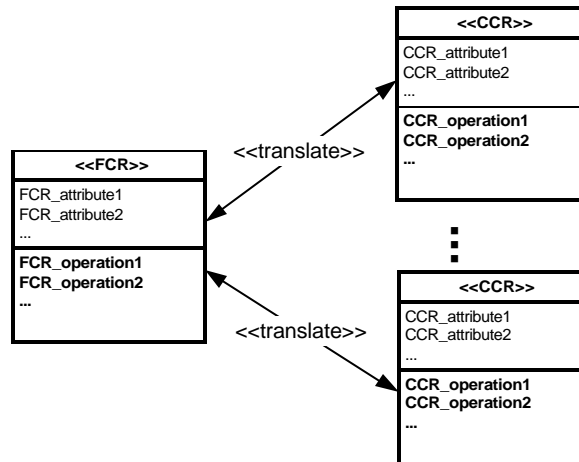 <<CCR>>
CCR_attribute1
CCR_attribute2
...
CCR_operation1
CCR_operation2
...
<<translate>>
<<FCR>>
FCR_attribute1
FCR_attribute2
...
FCR_operation1
FCR_operation2
...
<<translate>>
<<CCR>>
CCR_attribute1
CCR_attribute2
...
CCR_operation1
CCR_operation2
...